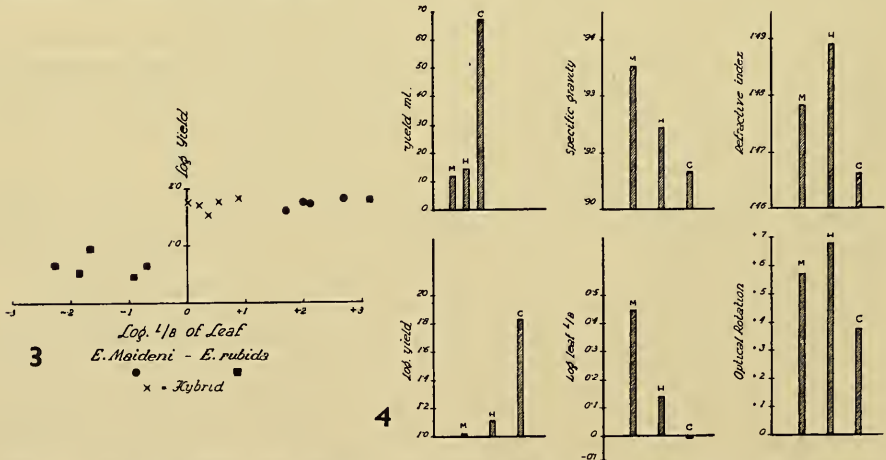 Log Yield
2'0
1'0
-3 -2 -1 0 +1 +2 +3
Log. L/B of Leaf
E. Maideni - E. rubida
x - Hybrid
3
Yield ml.
70
60
50
40
30
20
10
0
M H C
Specific gravity
'94
'93
'92
'90
M H C
Refractive index
1'49
1'48
1'47
1'46
M H C
4
Log. yield
2'0
1'8
1'6
1'4
1'2
1'0
M H C
Log leaf L/B
0'5
0'4
0'3
0'2
0'1
0
-0'1
M H C
Optical Rotation
+7
+6
+5
+4
+3
+2
+1
0
M H C